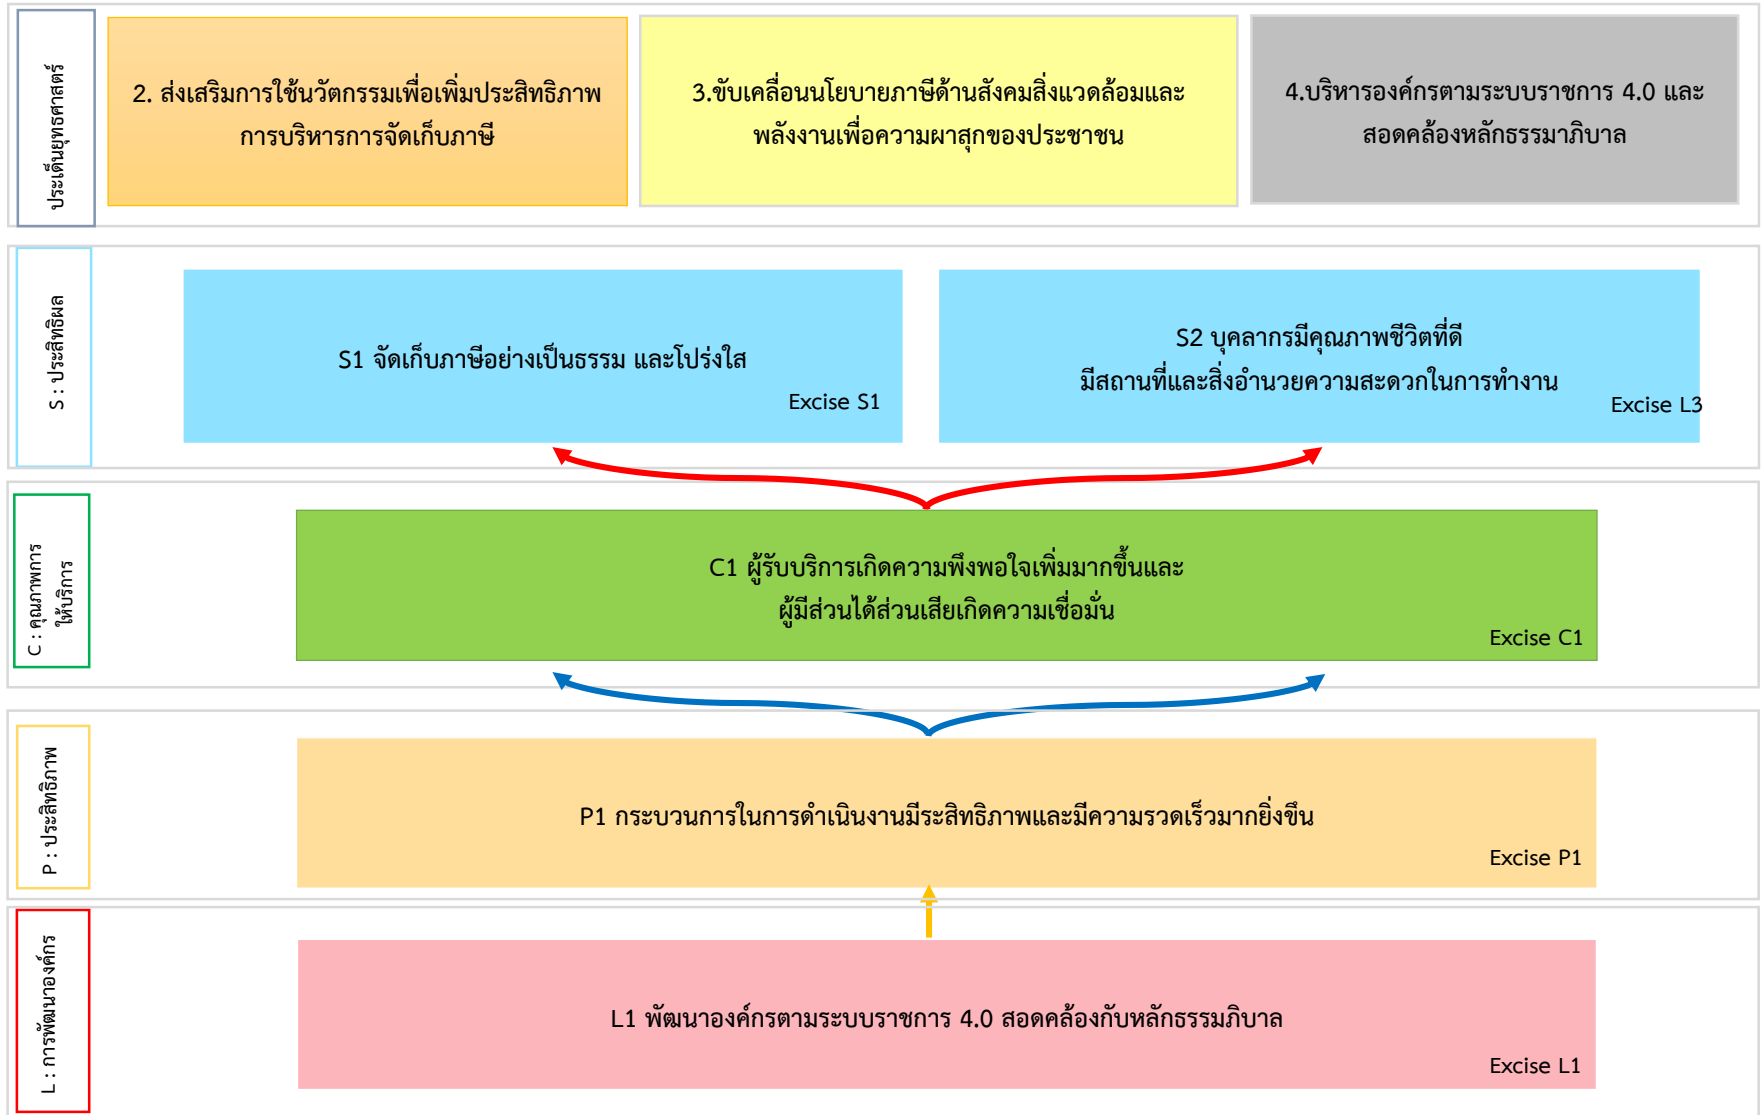 ประเด็นยุทธศาสตร์
2. ส่งเสริมการใช้นวัตกรรมเพื่อเพิ่มประสิทธิภาพ
การบริหารการจัดเก็บภาษี
3.ขับเคลื่อนนโยบายภาษีด้านสังคมสิ่งแวดล้อมและ
พลังงานเพื่อความผาสุกของประชาชน
4.บริหารองค์กรตามระบบราชการ 4.0 และ
สอดคล้องหลักธรรมาภิบาล
S : ประสิทธิผล
S1 จัดเก็บภาษีอย่างเป็นธรรม และโปร่งใส
Excise S1
S2 บุคลากรมีคุณภาพชีวิตที่ดี
มีสถานที่และสิ่งอำนวยความสะดวกในการทำงาน
Excise L3
C : คุณภาพการ
ให้บริการ
C1 ผู้รับบริการเกิดความพึงพอใจเพิ่มมากขึ้นและ
ผู้มีส่วนได้ส่วนเสียเกิดความเชื่อมั่น
Excise C1
P : ประสิทธิภาพ
P1 กระบวนการในการดำเนินงานมีระสิทธิภาพและมีความรวดเร็วมากยิ่งขึน
Excise P1
L : การพัฒนาองค์กร
L1 พัฒนาองค์กรตามระบบราชการ 4.0 สอดคล้องกับหลักธรรมภิบาล
Excise L1